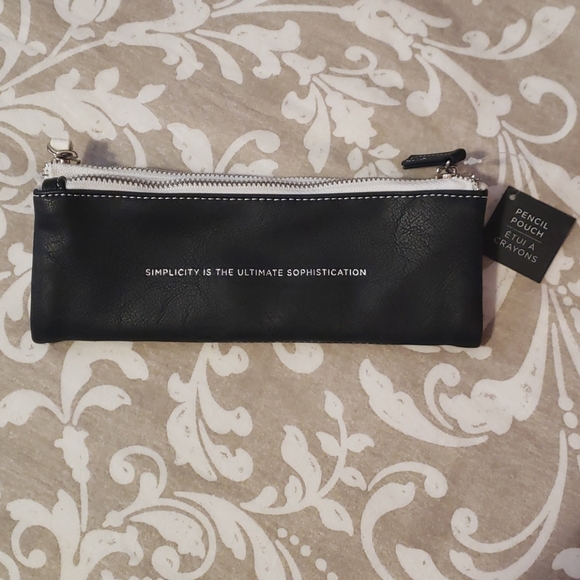 SIMPLICITY IS THE ULTIMATE SOPHISTICATION
PENCIL
POUCH
ÉTUI À
CRAYONS